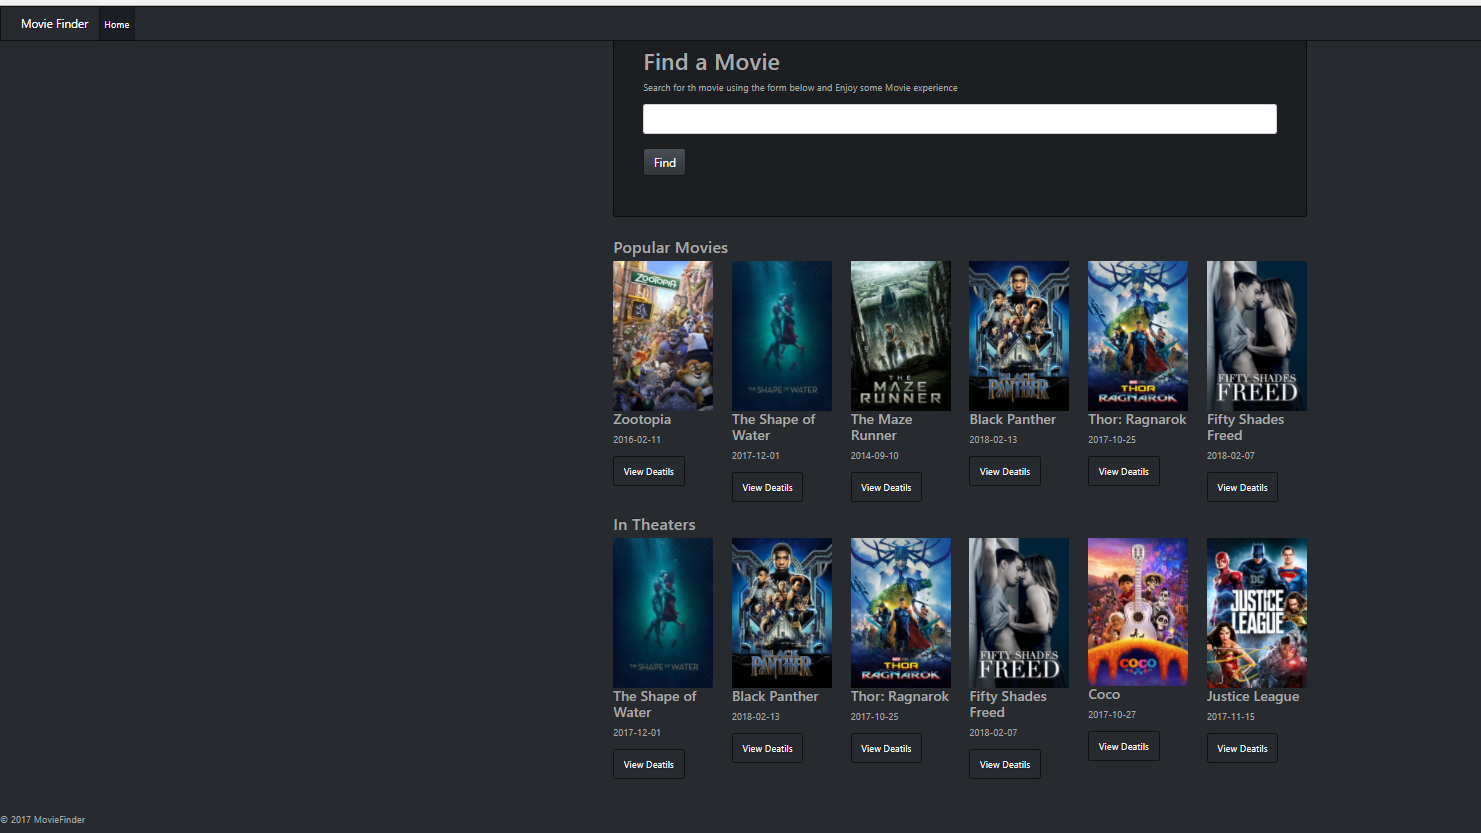 Movie Finder Home
Find a Movie
Search for th movie using the form below and Enjoy some Movie experience
Find
Popular Movies
ZOOTOPIA
THE SHAPE OF WATER
THE
MAZE
RUNNER
BLACK
PANTHER
THOR
RAGNAROK
FIFTY SHADES
FREED
Zootopia
2016-02-11
View Deatils
The Shape of
Water
2017-12-01
View Deatils
The Maze
Runner
2014-09-10
View Deatils
Black Panther
2018-02-13
View Deatils
Thor: Ragnarok
2017-10-25
View Deatils
Fifty Shades
Freed
2018-02-07
View Deatils
In Theaters
THE SHAPE OF WATER
BLACK
PANTHER
THOR
RAGNAROK
FIFTY SHADES
FREED
COCO
DC
JUSTICE
LEAGUE
The Shape of
Water
2017-12-01
View Deatils
Black Panther
2018-02-13
View Deatils
Thor: Ragnarok
2017-10-25
View Deatils
Fifty Shades
Freed
2018-02-07
View Deatils
Coco
2017-10-27
View Deatils
Justice League
2017-11-15
View Deatils
© 2017 MovieFinder